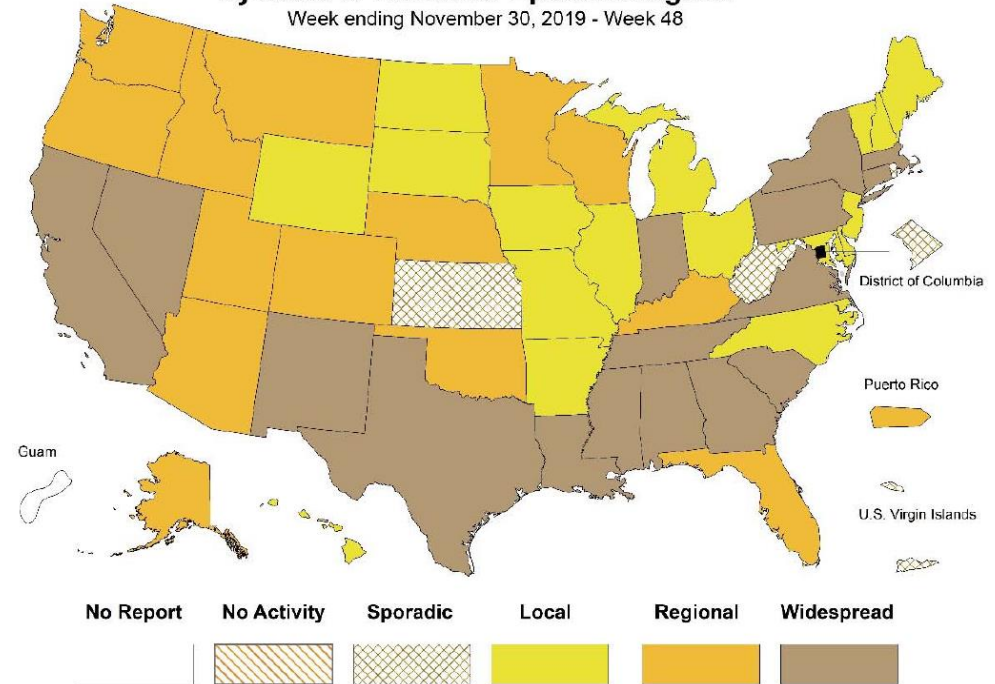 Week ending November 30, 2019 - Week 48
District of Columbia
Puerto Rico
Guam
U.S. Virgin Islands
No Report No Activity Sporadic Local Regional Widespread